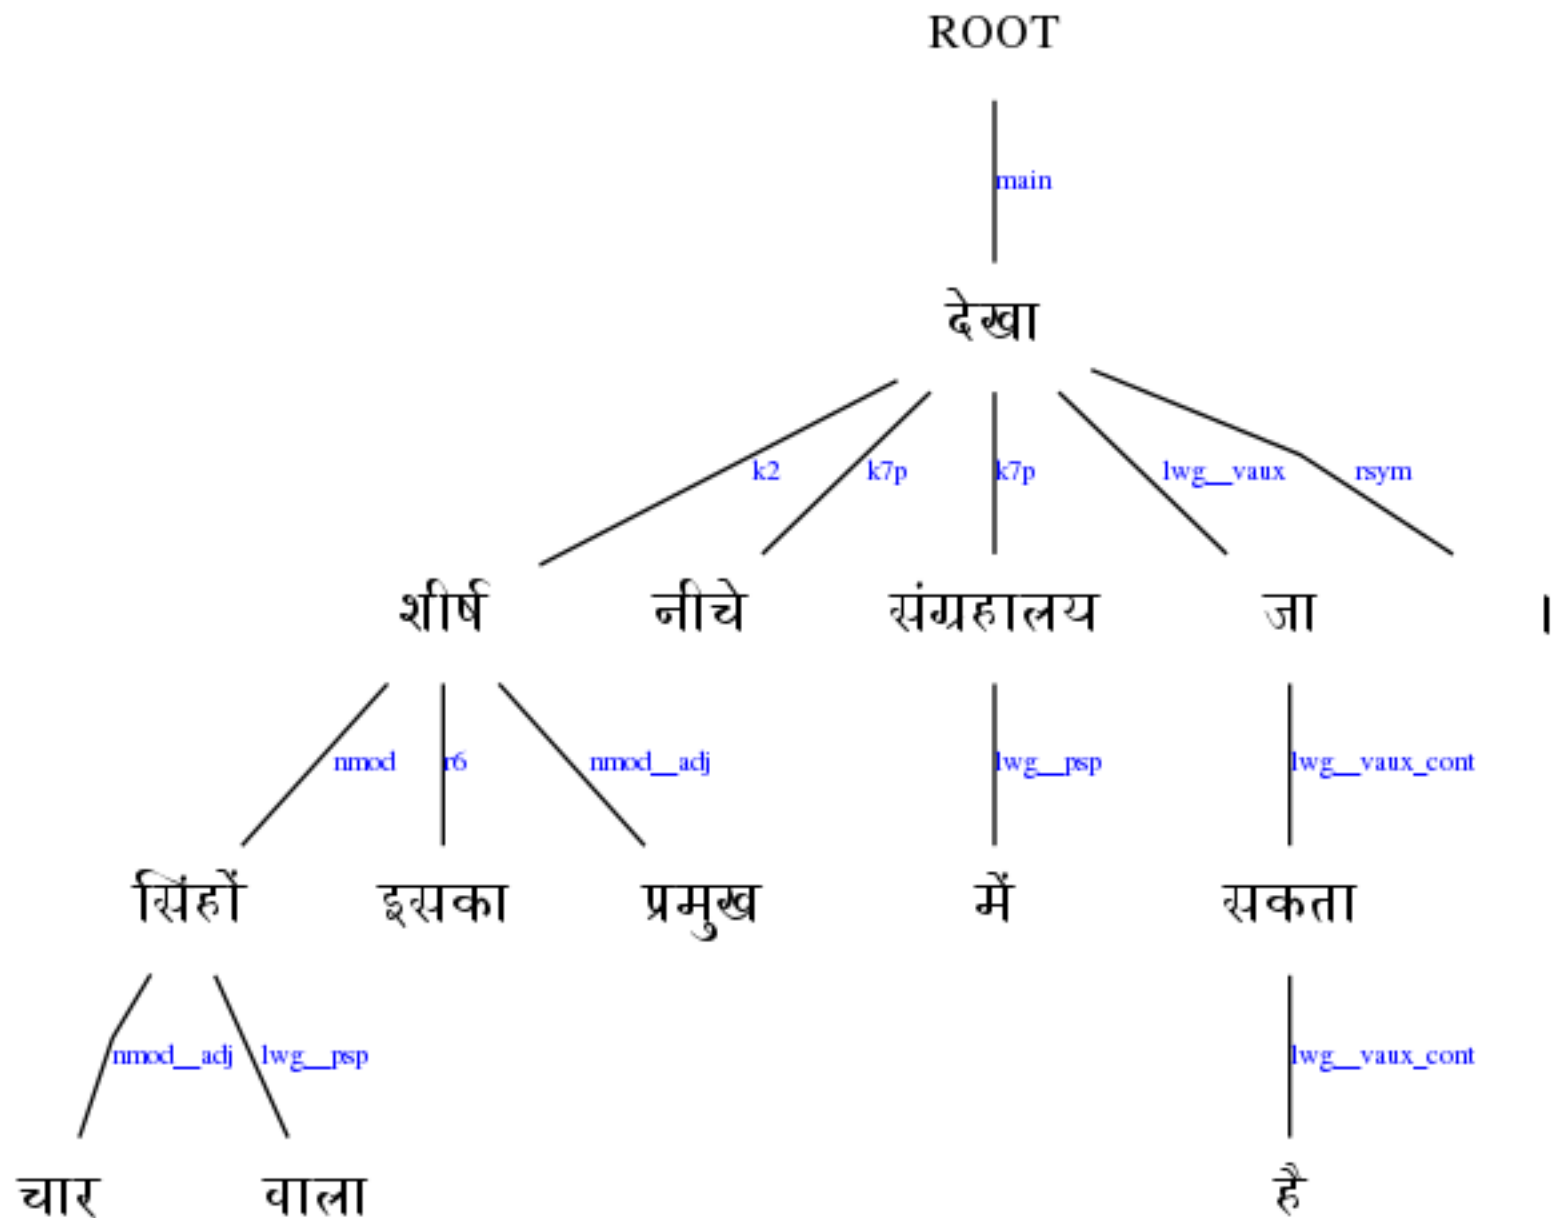 ROOT
main
देखा
k2 k7p k7p lwg__vaux rsym
शीर्ष नीचे संग्रहालय जा ।
nmod r6 nmod__adj lwg__psp lwg__vaux_cont
सिंहों इसका प्रमुख में सकता
nmod__adj lwg__psp lwg__vaux_cont
चार वाला है